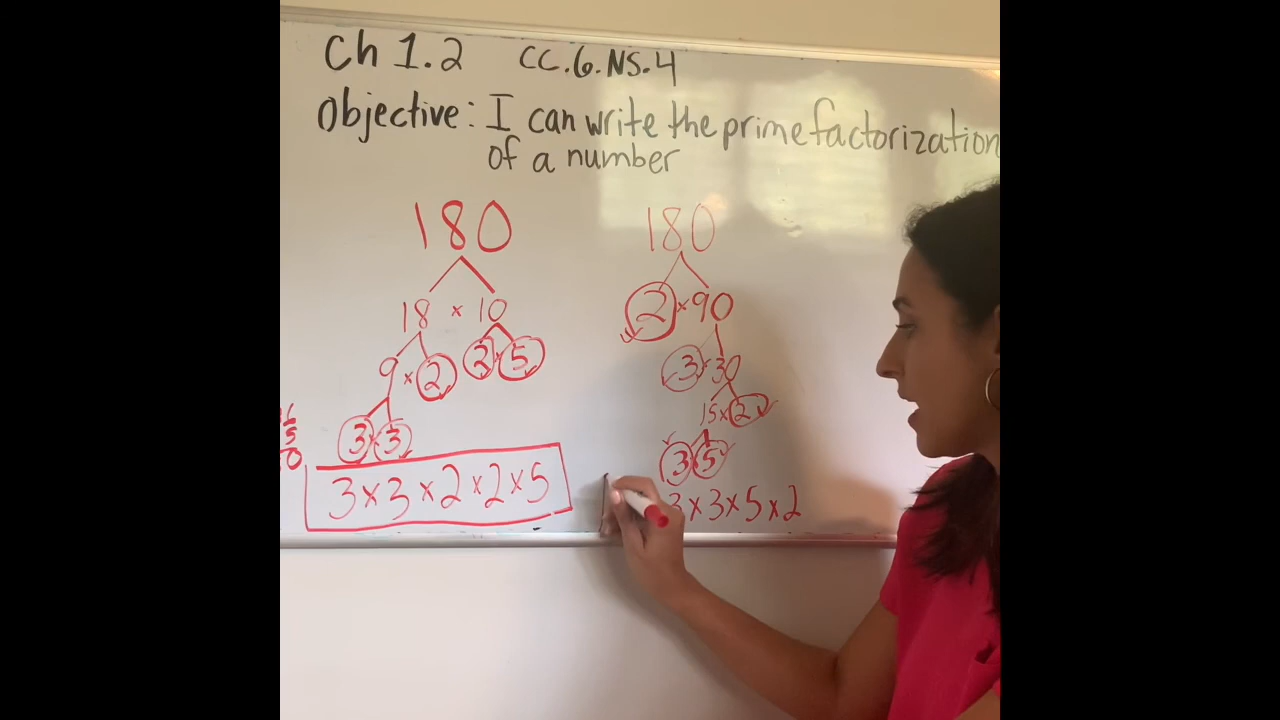 Ch 1.2 CC.6.NS.4
Objective: I can write the prime factorization
of a number
180 180
18 × 10 2 × 90
9 × 2 2 · 5 3 · 30
15 × 2
3 · 3 3 · 5
3 × 3 × 2 × 2 × 5 3 × 3 × 5 × 2